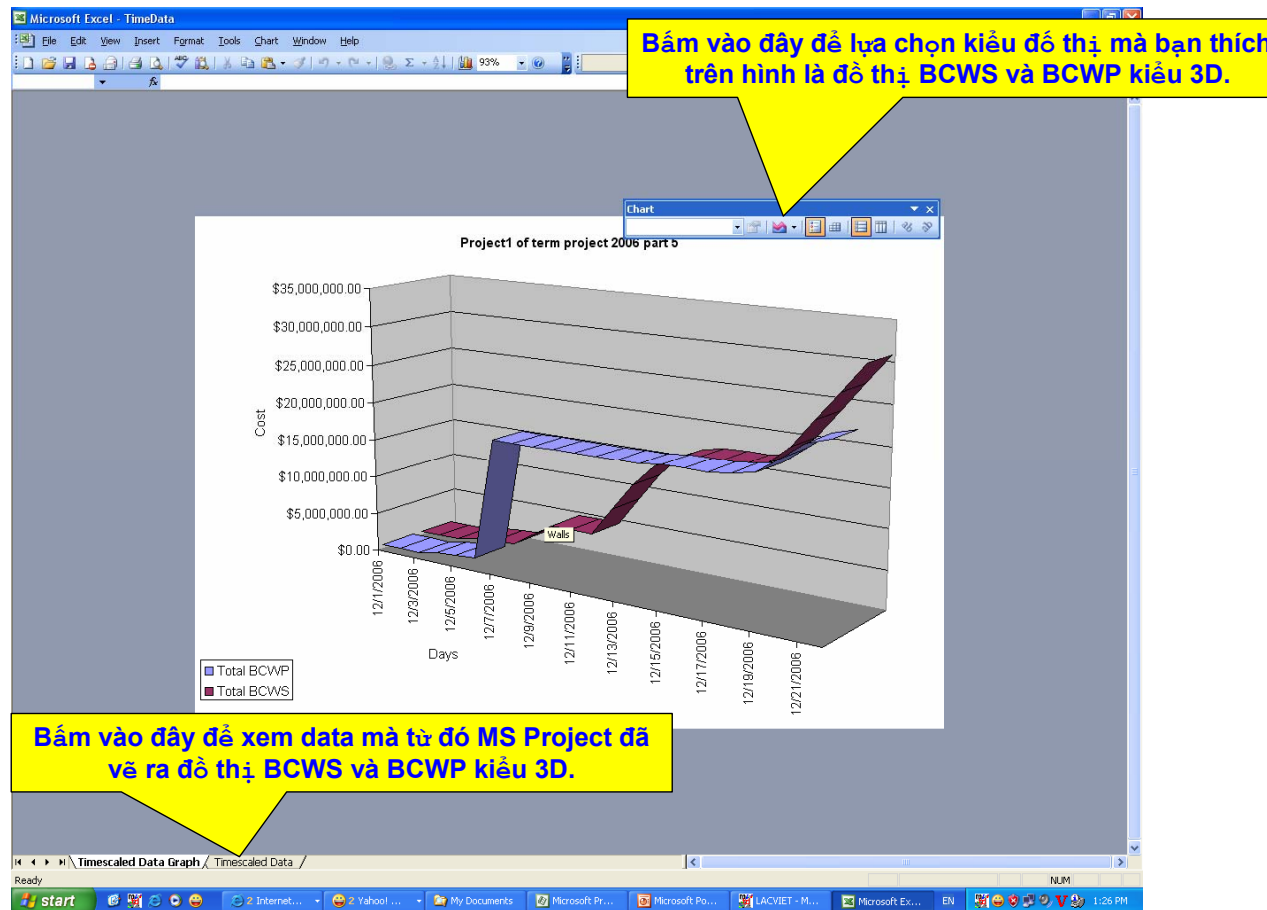 Microsoft Excel - TimeData
File Edit View Insert Format Tools Chart Window Help
93%
fx
Bấm vào đây để lựa chọn kiểu đố thị mà bạn thích
trên hình là đồ thị BCWS và BCWP kiểu 3D.
Chart
Project1 of term project 2006 part 5
$35,000,000.00
$30,000,000.00
$25,000,000.00
$20,000,000.00
$15,000,000.00
$10,000,000.00
$5,000,000.00
$0.00
Cost
Walls
12/1/2006
12/3/2006
12/5/2006
12/7/2006
12/9/2006
12/11/2006
12/13/2006
12/15/2006
12/17/2006
12/19/2006
12/21/2006
Days
Total BCWP
Total BCWS
Bấm vào đây để xem data mà từ đó MS Project đã
vẽ ra đồ thị BCWS và BCWP kiểu 3D.
Timescaled Data Graph Timescaled Data
Ready NUM
start 2 Internet... 2 Yahoo! ... My Documents Microsoft Pr... Microsoft Po... LACVIET - M... Microsoft Ex... EN 1:26 PM